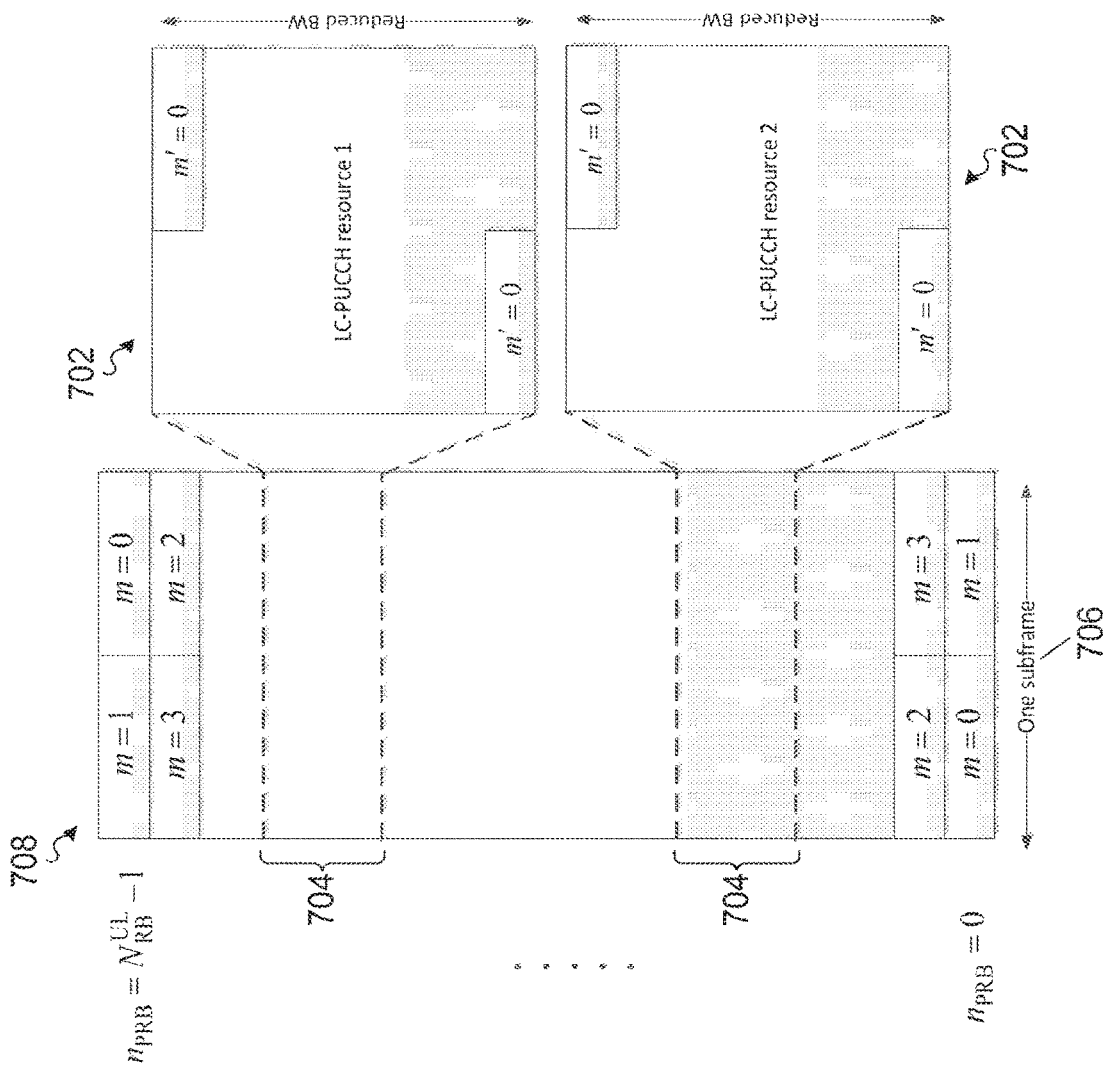 708
n_PRB = N_RB^UL − 1
m = 1
m = 0
m = 3
m = 2
704
704
m = 2
m = 3
m = 0
m = 1
n_PRB = 0
One subframe
706
702
m′ = 0
LC-PUCCH resource 1
m′ = 0
Reduced BW
m′ = 0
LC-PUCCH resource 2
m′ = 0
Reduced BW
702